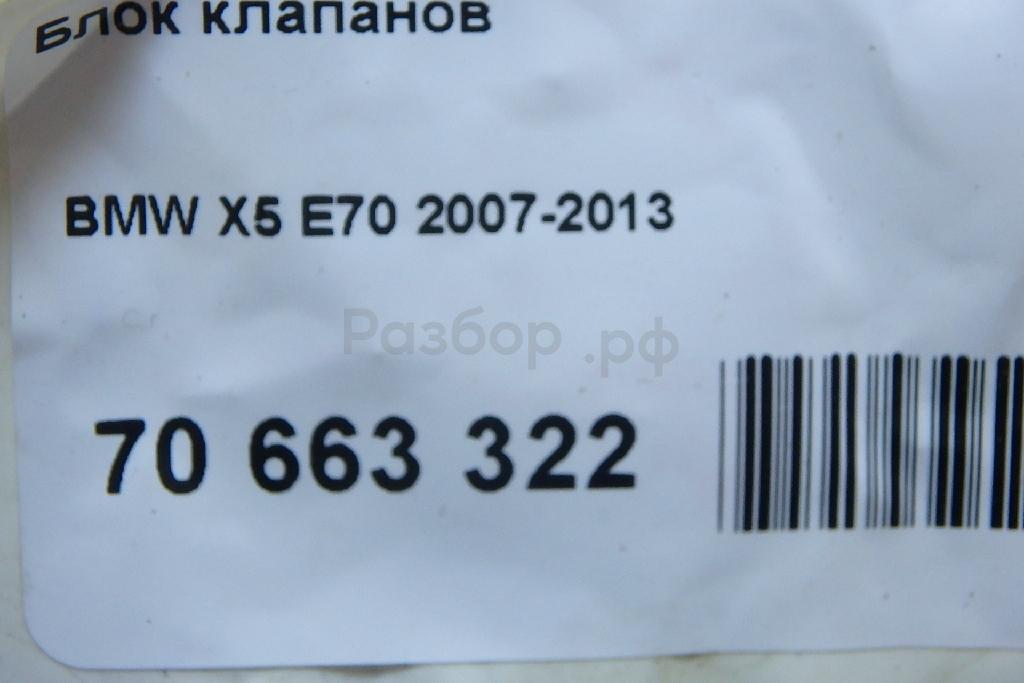 Блок клапанов
BMW X5 E70 2007-2013
Разбор.рф
70 663 322